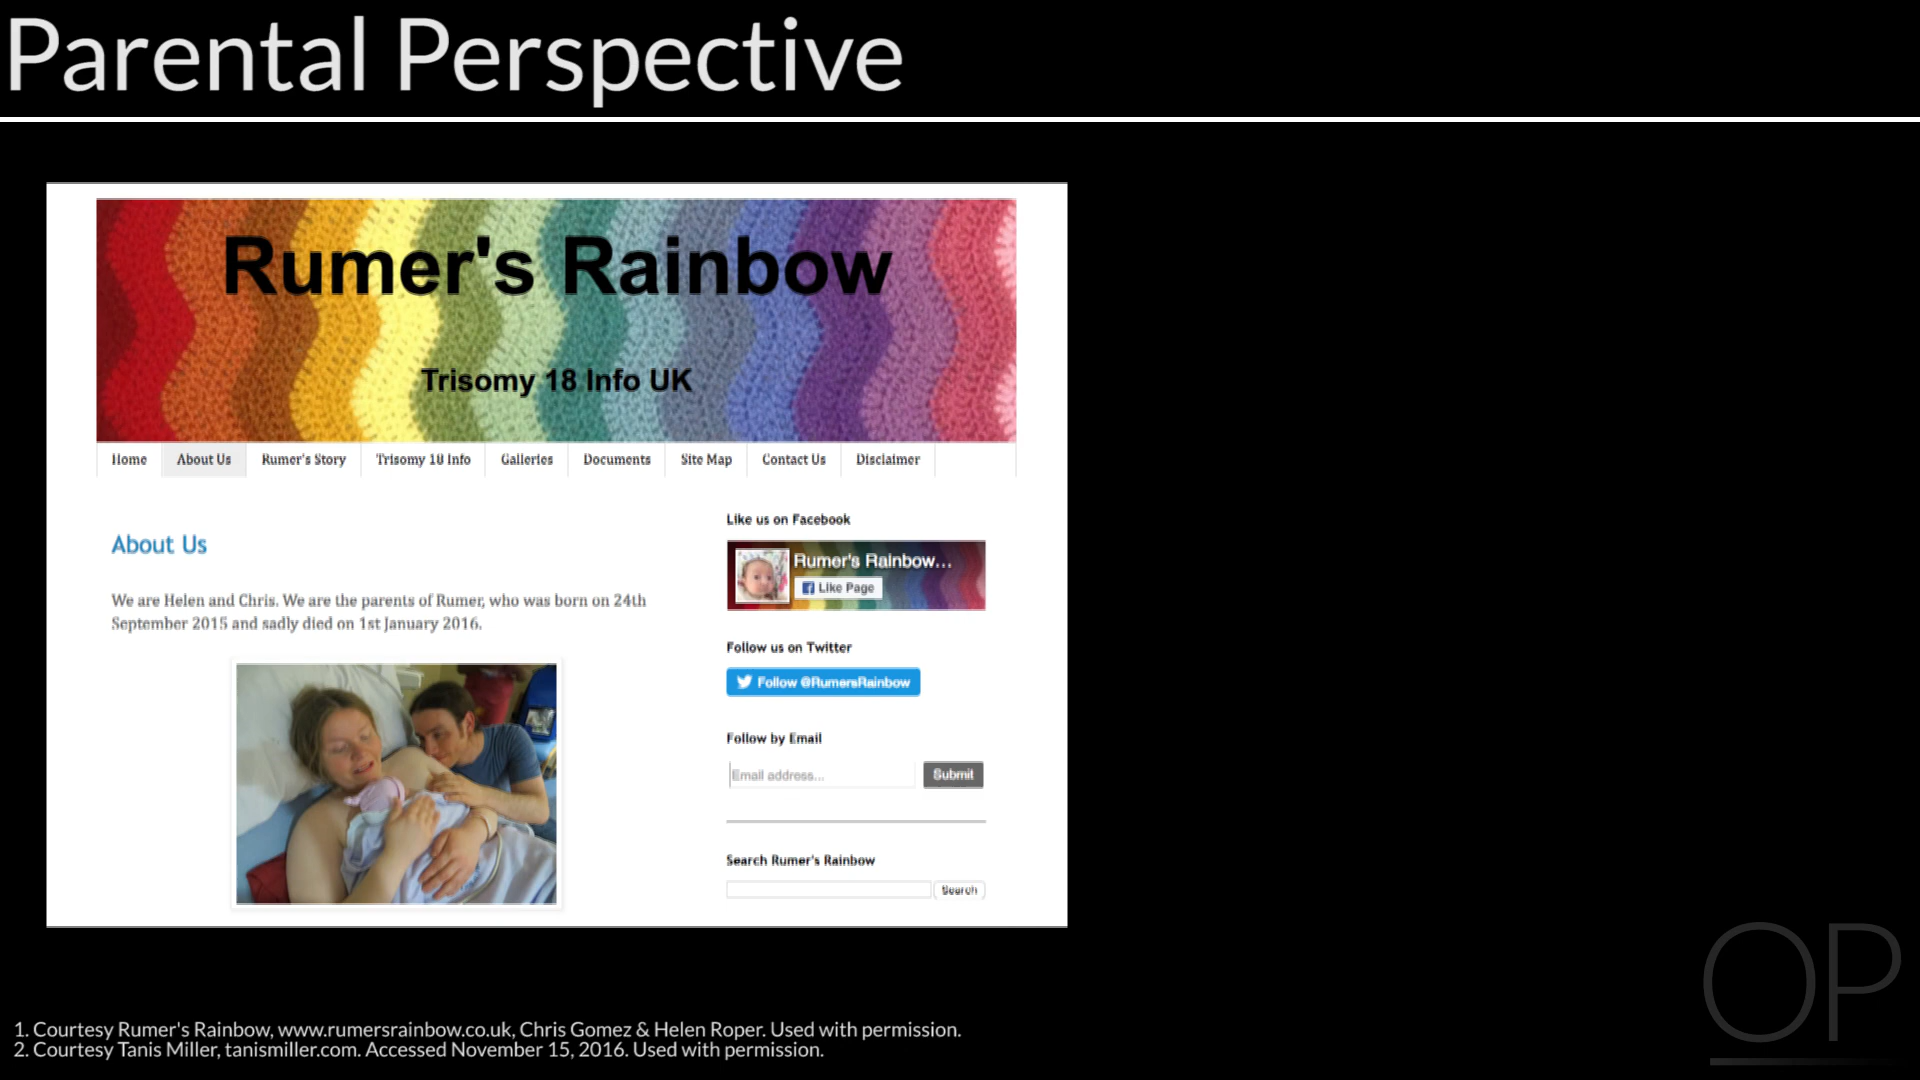 Parental Perspective
Rumer's Rainbow
Trisomy 18 Info UK
Home About Us Rumer's Story Trisomy 18 Info Galleries Documents Site Map Contact Us Disclaimer
About Us
We are Helen and Chris. We are the parents of Rumer, who was born on 24th
September 2015 and sadly died on 1st January 2016.
Like us on Facebook
Rumer's Rainbow...
Like Page
Follow us on Twitter
Follow @RumersRainbow
Follow by Email
Email address... Submit
Search Rumer's Rainbow
Search
1. Courtesy Rumer's Rainbow, www.rumersrainbow.co.uk, Chris Gomez & Helen Roper. Used with permission.
2. Courtesy Tanis Miller, tanismiller.com. Accessed November 15, 2016. Used with permission.
OP